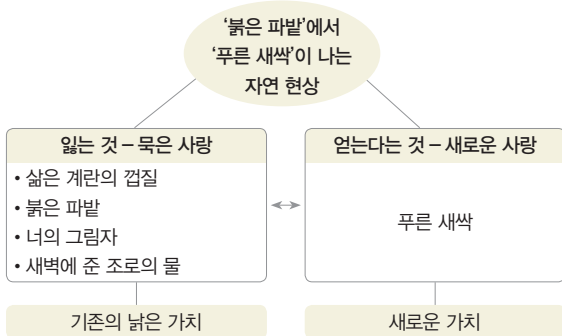 ‘붉은 파밭’에서
‘푸른 새싹’이 나는
자연 현상
잃는 것 – 묵은 사랑
• 삶은 계란의 껍질
• 붉은 파밭
• 너의 그림자
• 새벽에 준 조로의 물
얻는다는 것 – 새로운 사랑
푸른 새싹
기존의 낡은 가치
새로운 가치